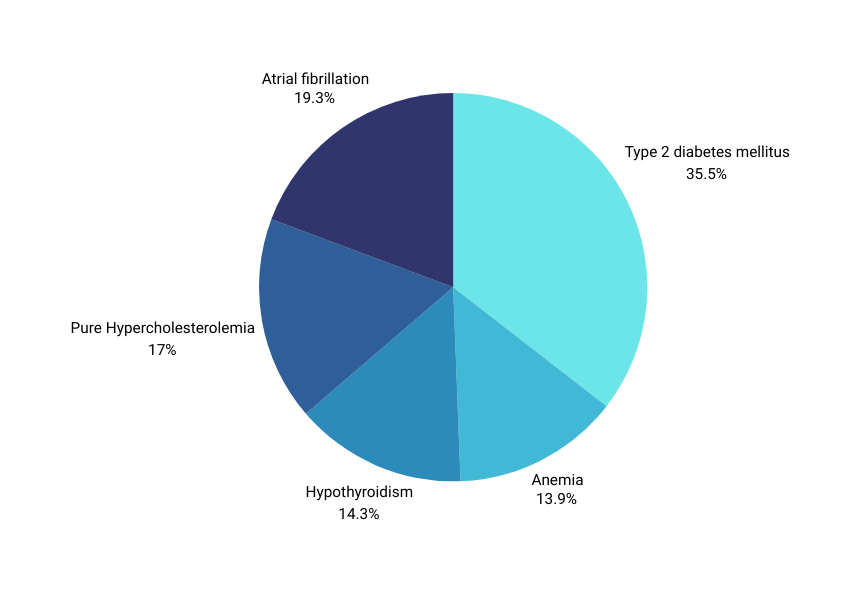 Atrial fibrillation
19.3%
Type 2 diabetes mellitus
35.5%
Pure Hypercholesterolemia
17%
Anemia
13.9%
Hypothyroidism
14.3%